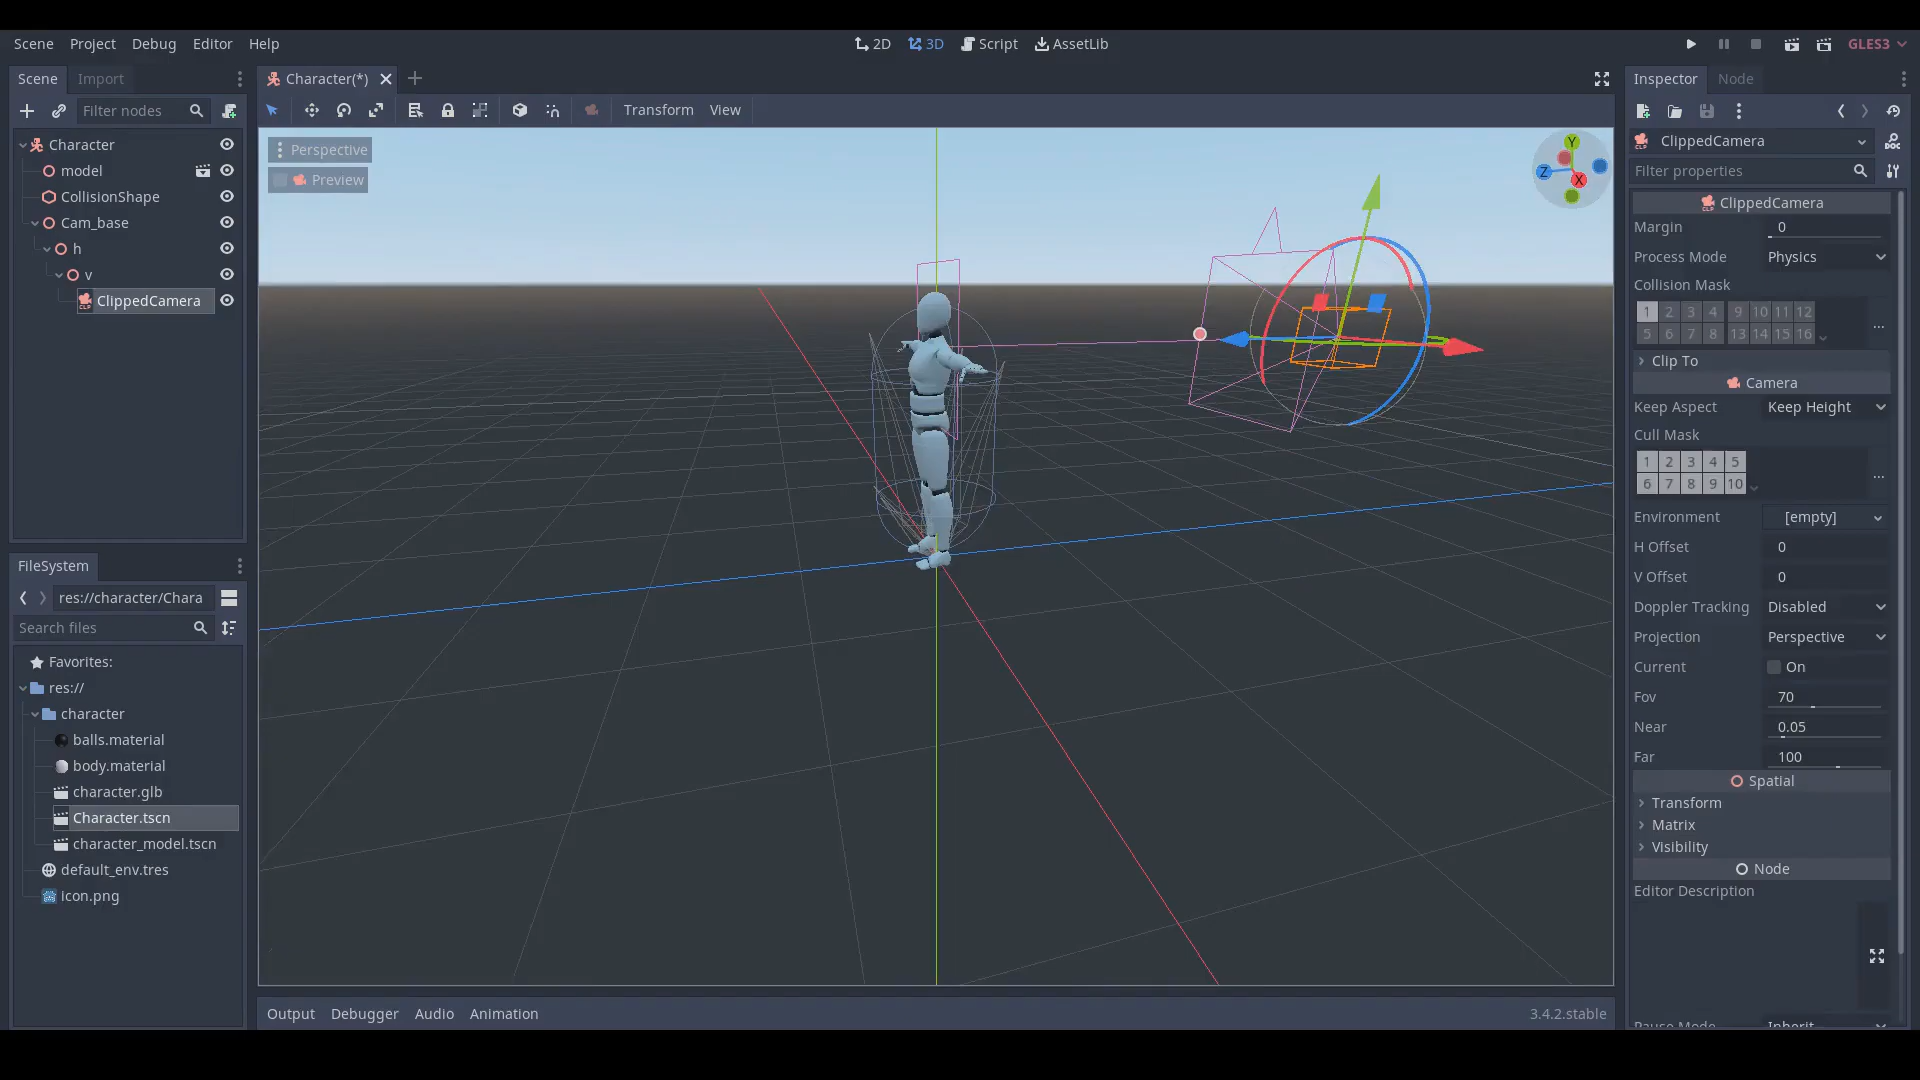 Scene Project Debug Editor Help
2D 3D Script AssetLib
GLES3
Scene Import
Filter nodes
Character
model
CollisionShape
Cam_base
h
v
ClippedCamera
FileSystem
res://character/Chara
Search files
Favorites:
res://
character
balls.material
body.material
character.glb
Character.tscn
character_model.tscn
default_env.tres
icon.png
Character(*)
Transform View
Perspective
Preview
Y
Z
X
Output Debugger Audio Animation
3.4.2.stable
Inspector Node
ClippedCamera
Filter properties
ClippedCamera
Margin 0
Process Mode Physics
Collision Mask
1 2 3 4 9 10 11 12
5 6 7 8 13 14 15 16
Clip To
Camera
Keep Aspect Keep Height
Cull Mask
1 2 3 4 5
6 7 8 9 10
Environment [empty]
H Offset 0
V Offset 0
Doppler Tracking Disabled
Projection Perspective
Current On
Fov 70
Near 0.05
Far 100
Spatial
Transform
Matrix
Visibility
Node
Editor Description
Pause Mode Inherit